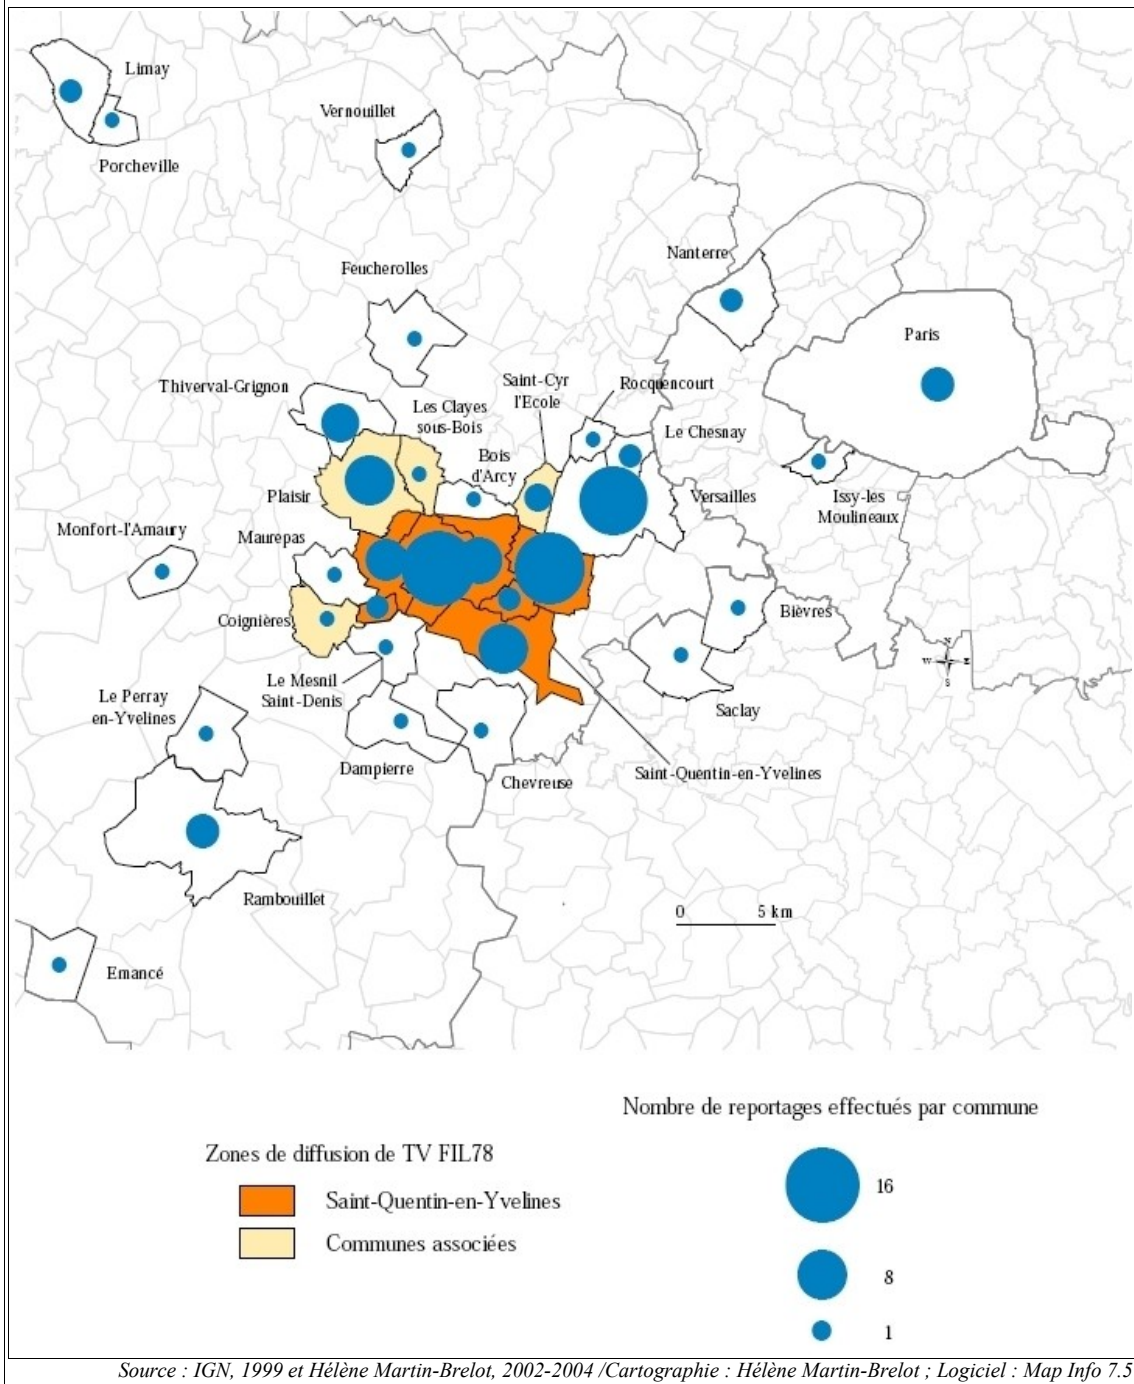 Limay
Porcheville
Vernouillet
Nanterre
Feucherolles
Paris
Thiverval-Grignon
Saint-Cyr
l'Ecole
Rocquencourt
Les Clayes
sous-Bois
Le Chesnay
Bois
d'Arcy
Plaisir
Versailles
Issy-les
Moulineaux
Monfort-l'Amaury
Maurepas
Coignières
Bièvres
N
W E
S
Le Mesnil
Saint-Denis
Le Perray
en-Yvelines
Saclay
Dampierre
Chevreuse
Saint-Quentin-en-Yvelines
Rambouillet
0 5 km
Emancé
Nombre de reportages effectués par commune
Zones de diffusion de TV FIL78
Saint-Quentin-en-Yvelines
Communes associées
16
8
1
Source : IGN, 1999 et Hélène Martin-Brelot, 2002-2004 /Cartographie : Hélène Martin-Brelot ; Logiciel : Map Info 7.5